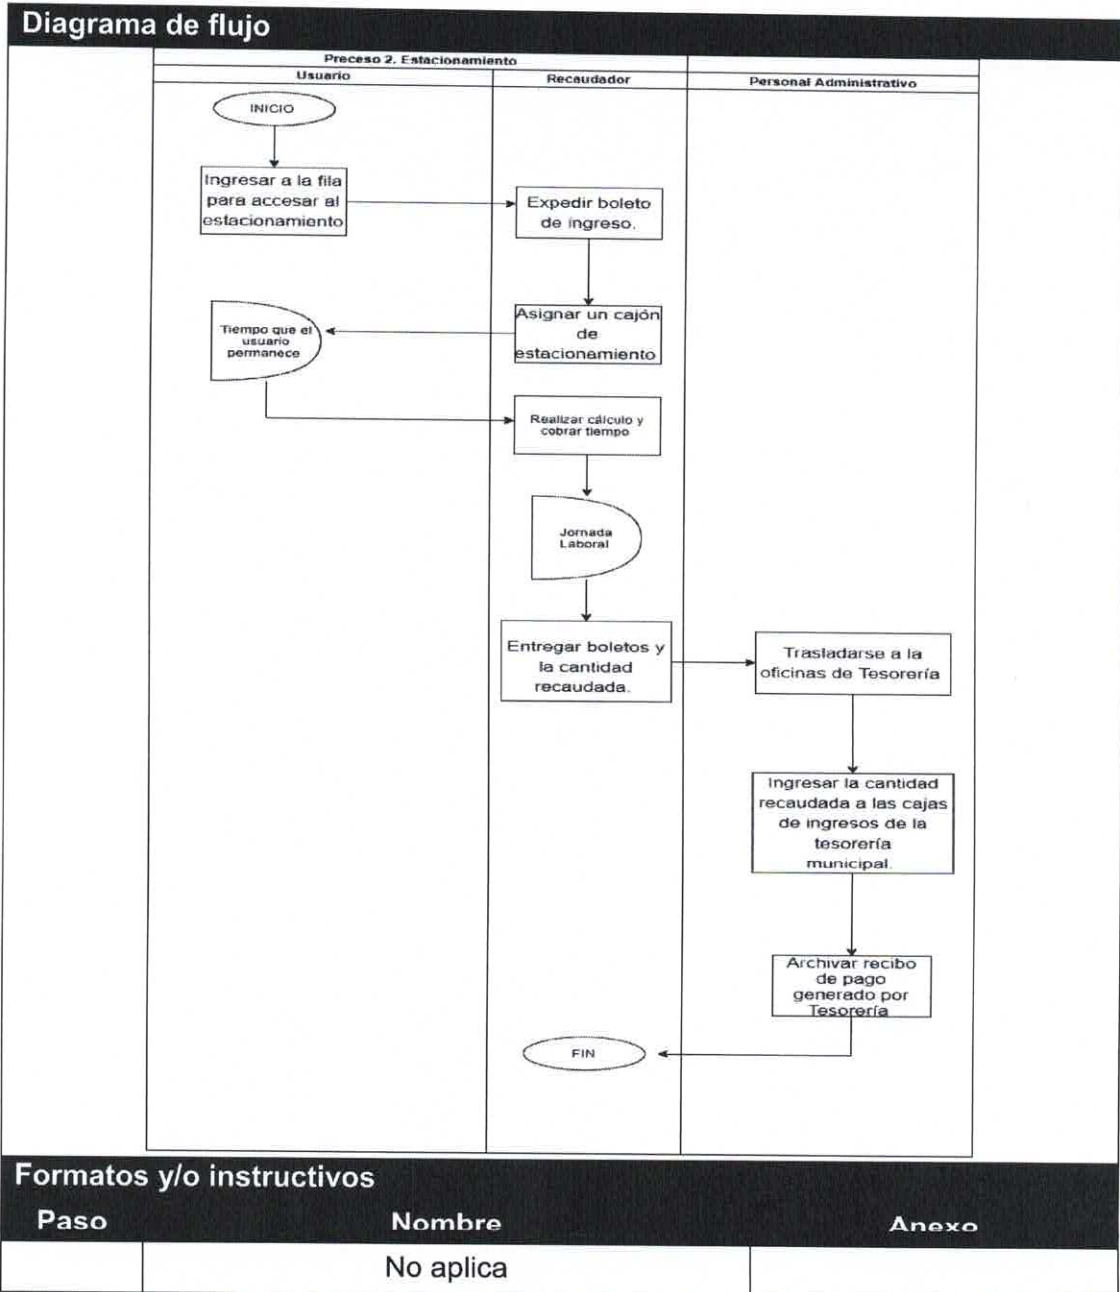 Diagrama de flujo
Preceso 2. Estacionamiento
Usuario
Recaudador
Personal Administrativo
INICIO
Ingresar a la fila
para accesar al
estacionamiento
Expedir boleto
de ingreso.
Asignar un cajón
de
estacionamiento
Tiempo que el
usuario
permanece
Realizar cálculo y
cobrar tiempo
Jornada
Laboral
Entregar boletos y
la cantidad
recaudada.
Trasladarse a la
oficinas de Tesorería
Ingresar la cantidad
recaudada a las cajas
de ingresos de la
tesorería
municipal.
Archivar recibo
de pago
generado por
Tesorería
FIN
Formatos y/o instructivos
Paso
Nombre
Anexo
No aplica